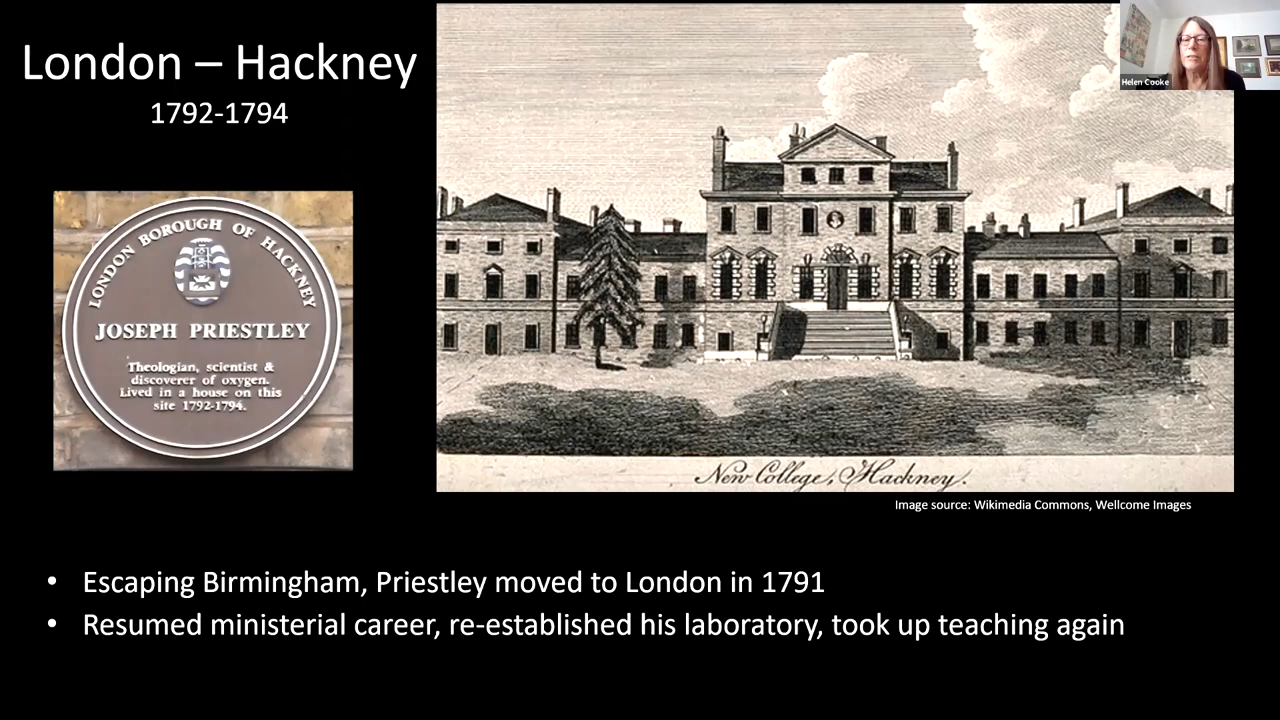 London – Hackney
1792-1794
Helen Cooke
LONDON BOROUGH OF HACKNEY
JOSEPH PRIESTLEY
Theologian, scientist &
discoverer of oxygen.
Lived in a house on this
site 1792-1794.
New College, Hackney.
Image source: Wikimedia Commons, Wellcome Images
• Escaping Birmingham, Priestley moved to London in 1791
• Resumed ministerial career, re-established his laboratory, took up teaching again